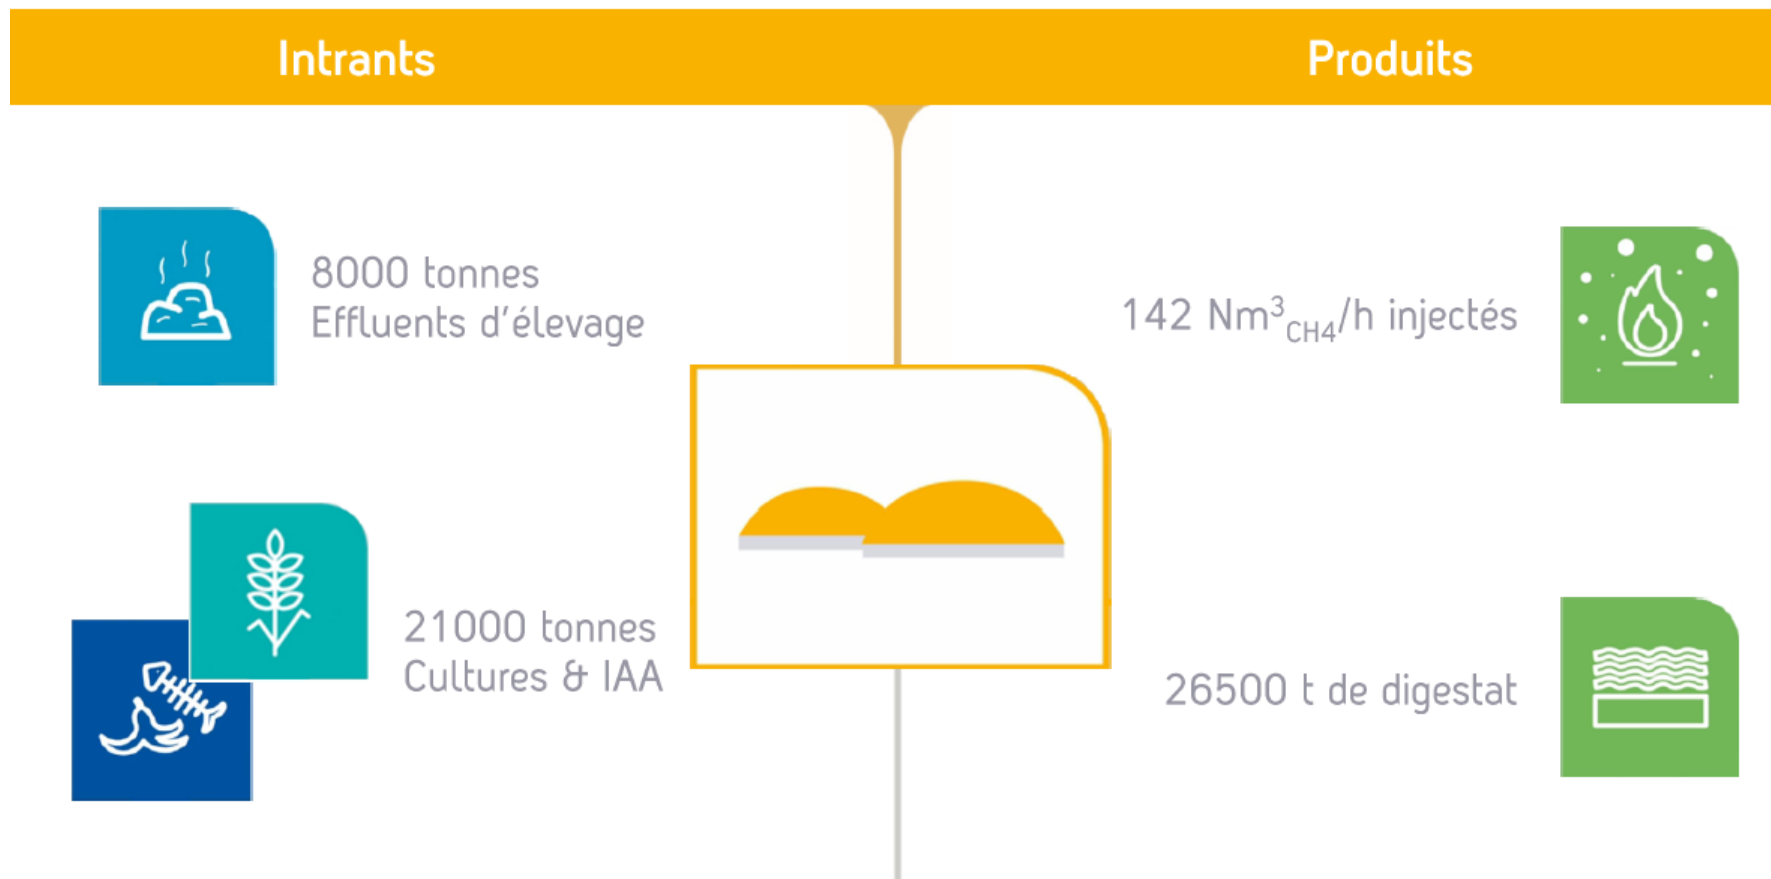 Intrants
Produits
8000 tonnes
Effluents d'élevage
142 Nm³CH4/h injectés
21000 tonnes
Cultures & IAA
26500 t de digestat